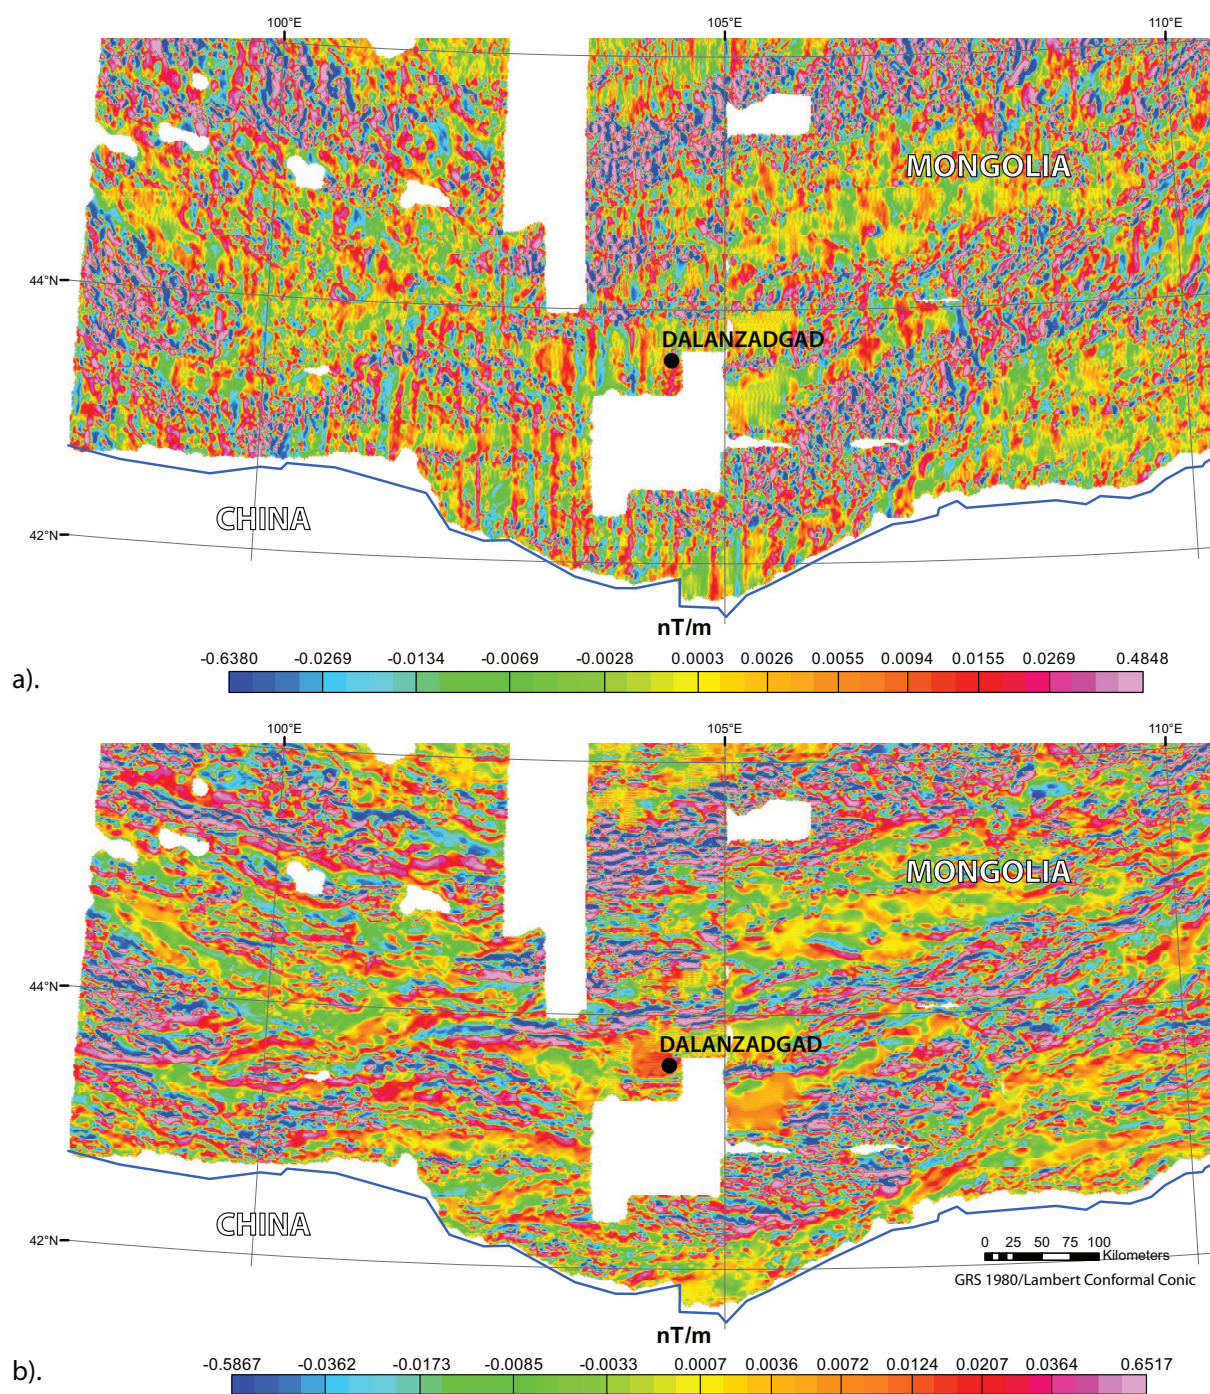 100°E 105°E 110°E
MONGOLIA
44°N
DALANZADGAD
CHINA
42°N
nT/m
-0.6380 -0.0269 -0.0134 -0.0069 -0.0028 0.0003 0.0026 0.0055 0.0094 0.0155 0.0269 0.4848
a).
100°E 105°E 110°E
MONGOLIA
44°N
DALANZADGAD
CHINA
42°N
0 25 50 75 100
Kilometers
GRS 1980/Lambert Conformal Conic
nT/m
-0.5867 -0.0362 -0.0173 -0.0085 -0.0033 0.0007 0.0036 0.0072 0.0124 0.0207 0.0364 0.6517
b).